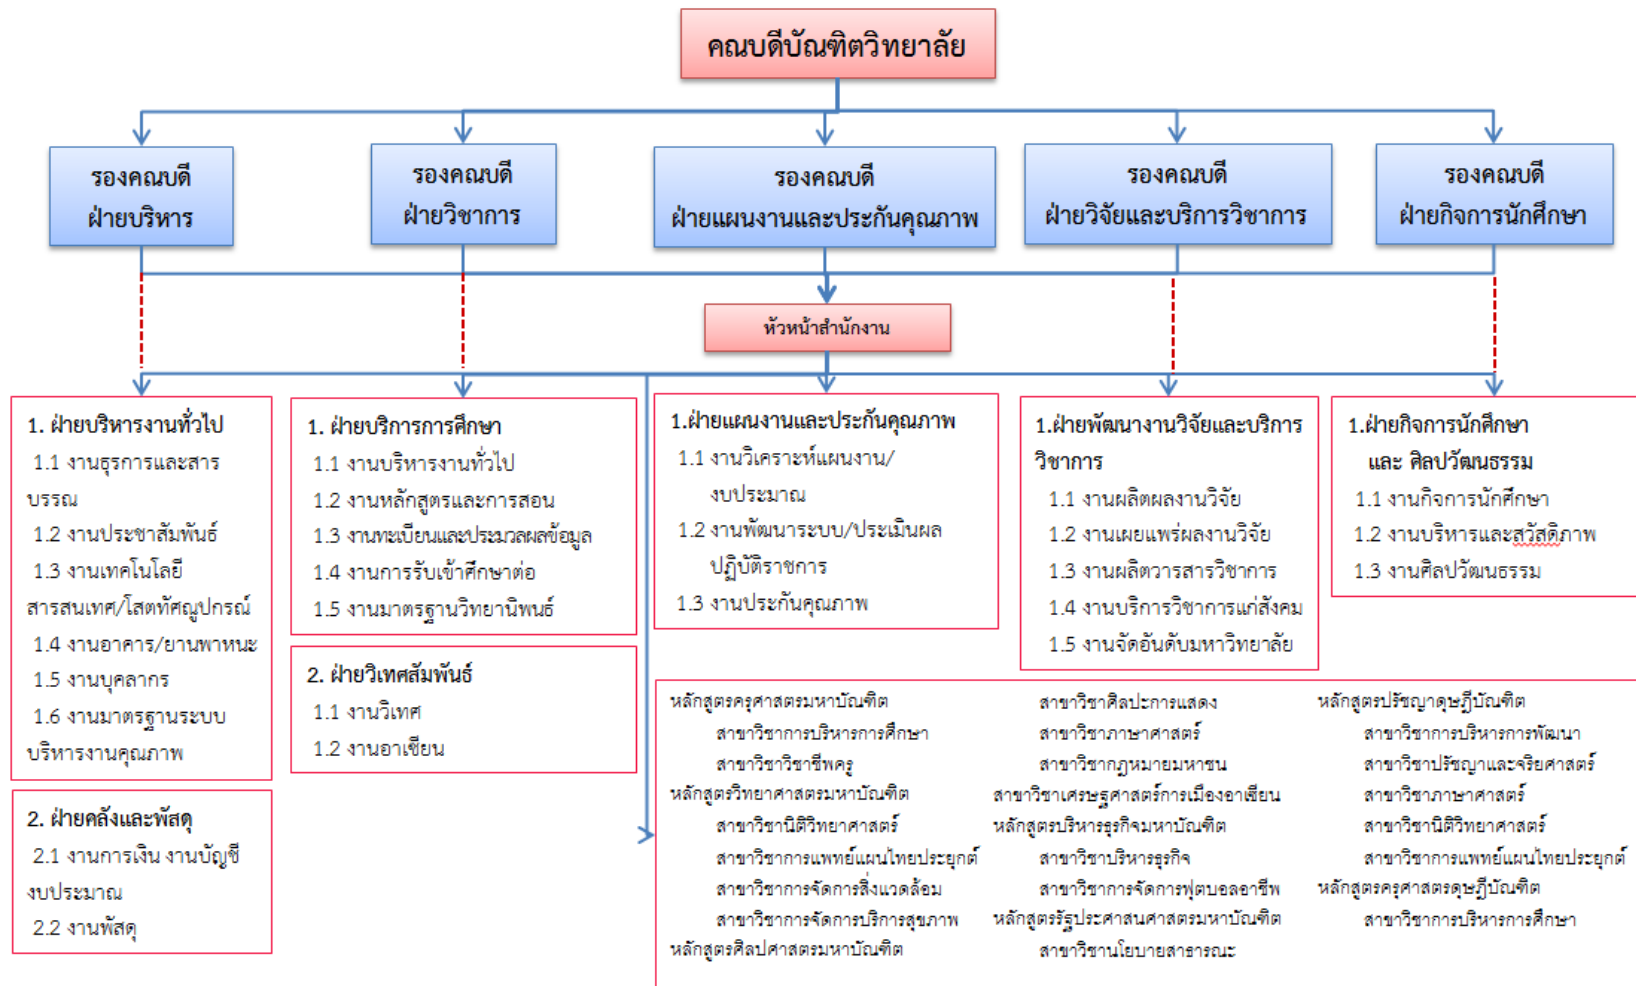 คณบดีบัณฑิตวิทยาลัย
รองคณบดี
ฝ่ายบริหาร
รองคณบดี
ฝ่ายวิชาการ
รองคณบดี
ฝ่ายแผนงานและประกันคุณภาพ
รองคณบดี
ฝ่ายวิจัยและบริการวิชาการ
รองคณบดี
ฝ่ายกิจการนักศึกษา
หัวหน้าสำนักงาน
1. ฝ่ายบริหารงานทั่วไป
1.1 งานธุรการและสาร
บรรณ
1.2 งานประชาสัมพันธ์
1.3 งานเทคโนโลยี
สารสนเทศ/โสตทัศณูปกรณ์
1.4 งานอาคาร/ยานพาหนะ
1.5 งานบุคลากร
1.6 งานมาตรฐานระบบ
บริหารงานคุณภาพ
2. ฝ่ายคลังและพัสดุ
2.1 งานการเงิน งานบัญชี
งบประมาณ
2.2 งานพัสดุ
1. ฝ่ายบริการการศึกษา
1.1 งานบริหารงานทั่วไป
1.2 งานหลักสูตรและการสอน
1.3 งานทะเบียนและประมวลผลข้อมูล
1.4 งานการรับเข้าศึกษาต่อ
1.5 งานมาตรฐานวิทยานิพนธ์
2. ฝ่ายวิเทศสัมพันธ์
1.1 งานวิเทศ
1.2 งานอาเซียน
1.ฝ่ายแผนงานและประกันคุณภาพ
1.1 งานวิเคราะห์แผนงาน/
งบประมาณ
1.2 งานพัฒนาระบบ/ประเมินผล
ปฏิบัติราชการ
1.3 งานประกันคุณภาพ
1.ฝ่ายพัฒนางานวิจัยและบริการ
วิชาการ
1.1 งานผลิตผลงานวิจัย
1.2 งานเผยแพร่ผลงานวิจัย
1.3 งานผลิตวารสารวิชาการ
1.4 งานบริการวิชาการแก่สังคม
1.5 งานจัดอันดับมหาวิทยาลัย
1.ฝ่ายกิจการนักศึกษา
และ ศิลปวัฒนธรรม
1.1 งานกิจการนักศึกษา
1.2 งานบริหารและสวัสดิภาพ
1.3 งานศิลปวัฒนธรรม
หลักสูตรครุศาสตรมหาบัณฑิต
สาขาวิชาการบริหารการศึกษา
สาขาวิชาวิชาชีพครู
หลักสูตรวิทยาศาสตรมหาบัณฑิต
สาขาวิชานิติวิทยาศาสตร์
สาขาวิชาการแพทย์แผนไทยประยุกต์
สาขาวิชาการจัดการสิ่งแวดล้อม
สาขาวิชาการจัดการบริการสุขภาพ
หลักสูตรศิลปศาสตรมหาบัณฑิต
สาขาวิชาศิลปะการแสดง
สาขาวิชาภาษาศาสตร์
สาขาวิชากฎหมายมหาชน
สาขาวิชาเศรษฐศาสตร์การเมืองอาเซียน
หลักสูตรบริหารธุรกิจมหาบัณฑิต
สาขาวิชาบริหารธุรกิจ
สาขาวิชาการจัดการฟุตบอลอาชีพ
หลักสูตรรัฐประศาสนศาสตรมหาบัณฑิต
สาขาวิชานโยบายสาธารณะ
หลักสูตรปรัชญาดุษฎีบัณฑิต
สาขาวิชาการบริหารการพัฒนา
สาขาวิชาปรัชญาและจริยศาสตร์
สาขาวิชาภาษาศาสตร์
สาขาวิชานิติวิทยาศาสตร์
สาขาวิชาการแพทย์แผนไทยประยุกต์
หลักสูตรครุศาสตรดุษฎีบัณฑิต
สาขาวิชาการบริหารการศึกษา